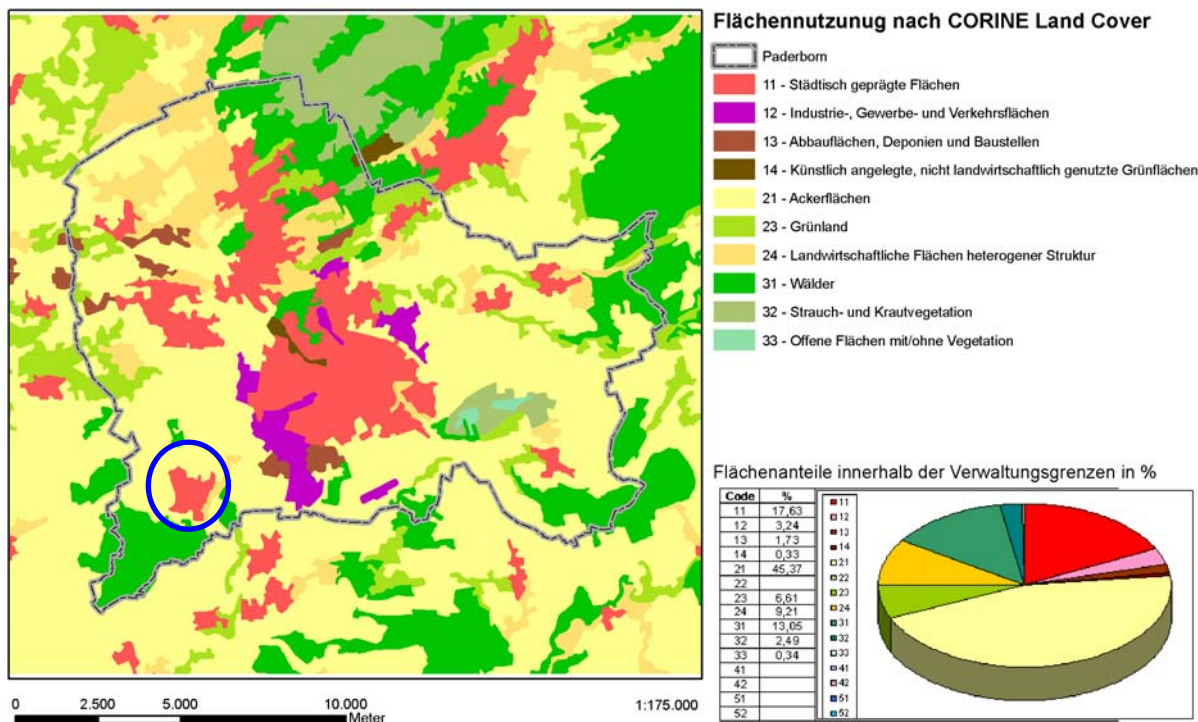 Flächennutzunug nach CORINE Land Cover
Paderborn
11 - Städtisch geprägte Flächen
12 - Industrie-, Gewerbe- und Verkehrsflächen
13 - Abbauflächen, Deponien und Baustellen
14 - Künstlich angelegte, nicht landwirtschaftlich genutzte Grünflächen
21 - Ackerflächen
23 - Grünland
24 - Landwirtschaftliche Flächen heterogener Struktur
31 - Wälder
32 - Strauch- und Krautvegetation
33 - Offene Flächen mit/ohne Vegetation
Flächenanteile innerhalb der Verwaltungsgrenzen in %
Code %
11 17,63
12 3,24
13 1,73
14 0,33
21 45,37
22
23 6,61
24 9,21
31 13,05
32 2,49
33 0,34
41
42
51
52
11
12
13
14
21
22
23
24
31
32
33
41
42
51
52
0 2.500 5.000 10.000
Meter
1:175.000